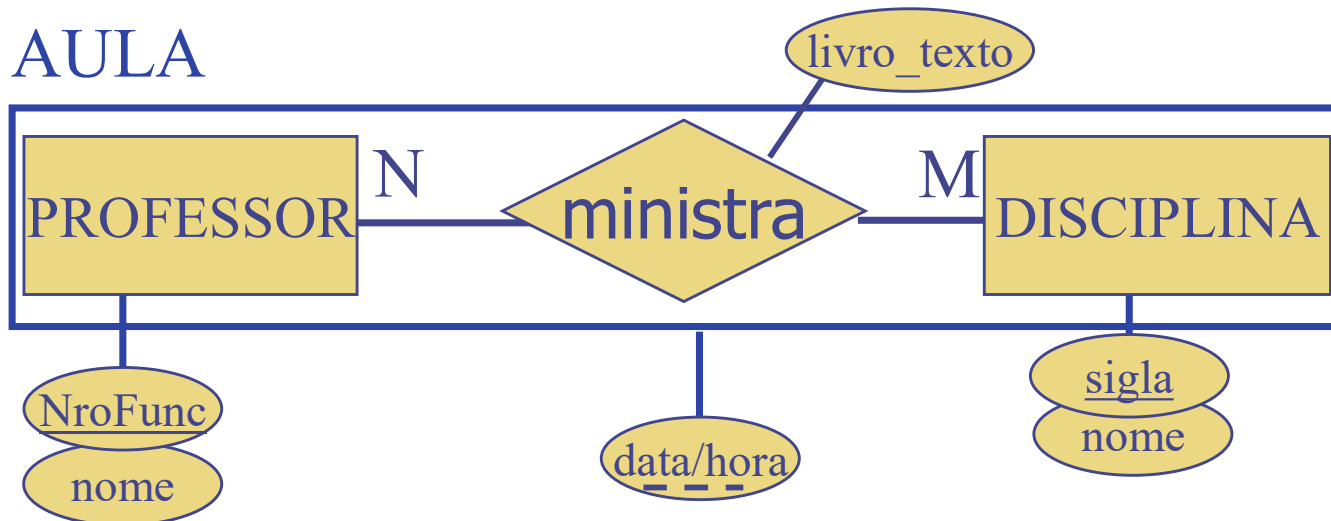 AULA
livro_texto
PROFESSOR
N
ministra
M
DISCIPLINA
NroFunc
nome
data/hora
sigla
nome